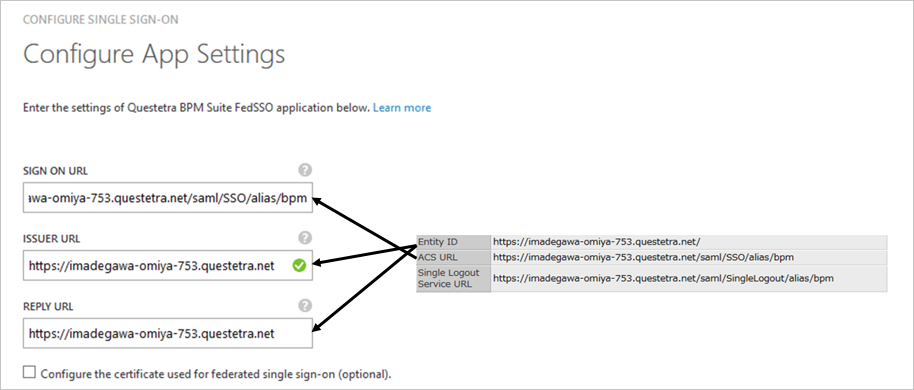 CONFIGURE SINGLE SIGN-ON
Configure App Settings
Enter the settings of Questetra BPM Suite FedSSO application below. Learn more
SIGN ON URL ?
awa-omiya-753.questetra.net/saml/SSO/alias/bpm
ISSUER URL ?
https://imadegawa-omiya-753.questetra.net
REPLY URL ?
https://imadegawa-omiya-753.questetra.net
Configure the certificate used for federated single sign-on (optional).
Entity ID https://imadegawa-omiya-753.questetra.net/
ACS URL https://imadegawa-omiya-753.questetra.net/saml/SSO/alias/bpm
Single Logout
Service URL https://imadegawa-omiya-753.questetra.net/saml/SingleLogout/alias/bpm